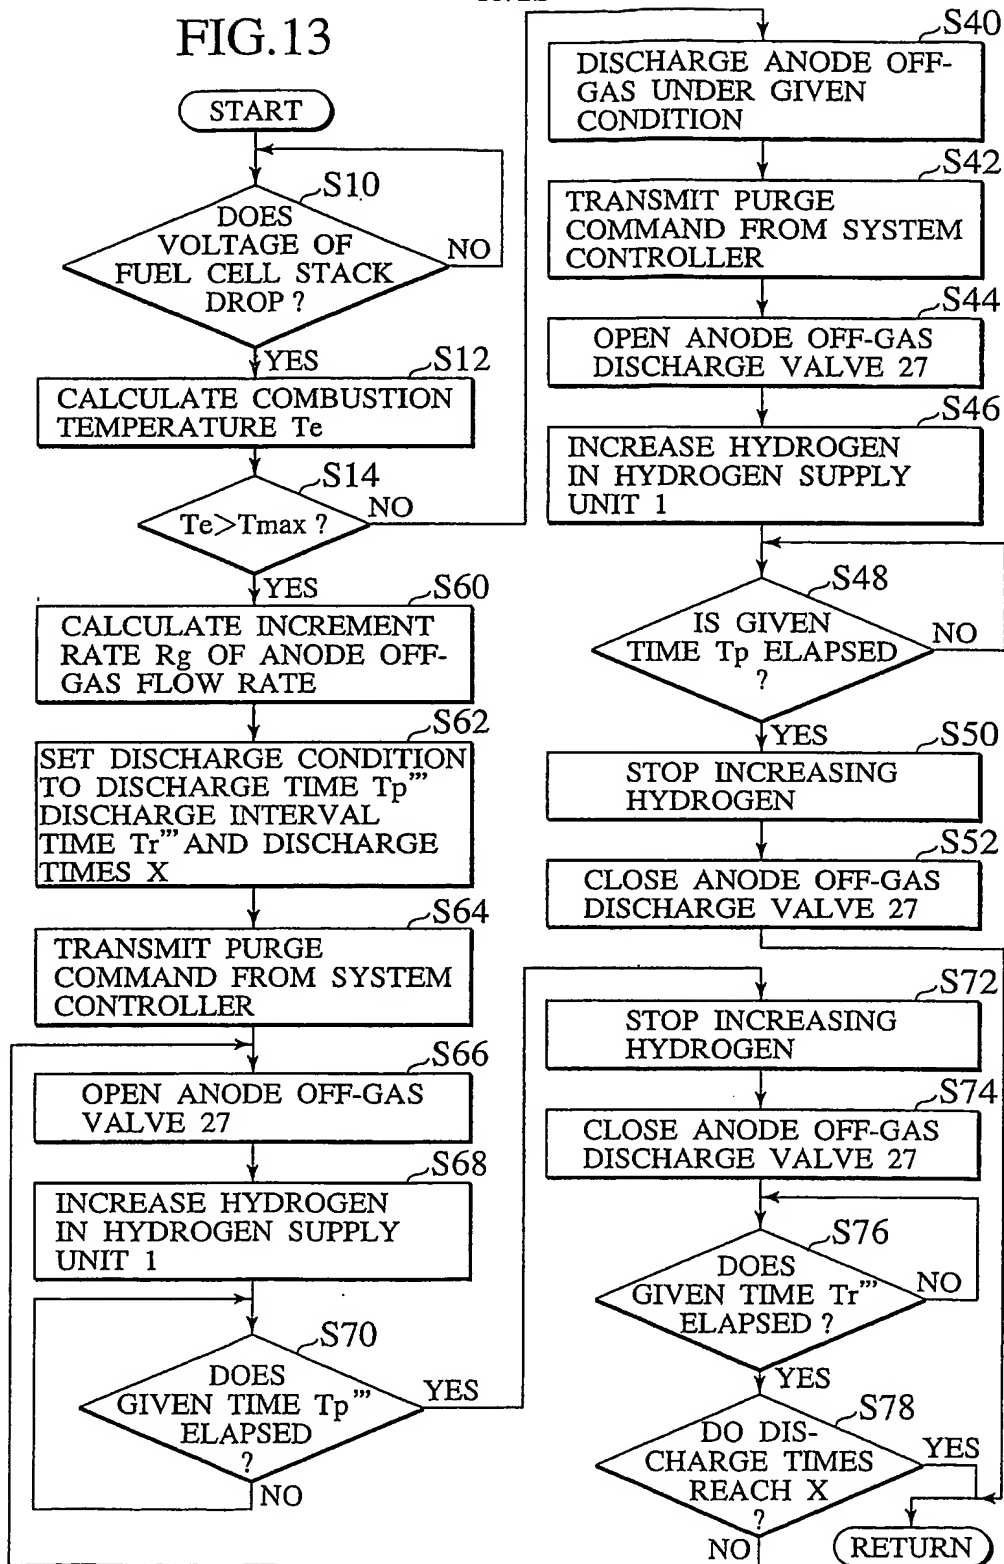 FIG.13
START
S10
DOES
VOLTAGE OF
FUEL CELL STACK
DROP ?
NO
YES
S12
CALCULATE COMBUSTION
TEMPERATURE Te
S14
Te>Tmax ?
NO
YES
S60
CALCULATE INCREMENT
RATE Rg OF ANODE OFF-
GAS FLOW RATE
S62
SET DISCHARGE CONDITION
TO DISCHARGE TIME Tp'''
DISCHARGE INTERVAL
TIME Tr''' AND DISCHARGE
TIMES X
S64
TRANSMIT PURGE
COMMAND FROM SYSTEM
CONTROLLER
S66
OPEN ANODE OFF-GAS
VALVE 27
S68
INCREASE HYDROGEN
IN HYDROGEN SUPPLY
UNIT 1
S70
DOES
GIVEN TIME Tp'''
ELAPSED
?
YES
NO
S40
DISCHARGE ANODE OFF-
GAS UNDER GIVEN
CONDITION
S42
TRANSMIT PURGE
COMMAND FROM SYSTEM
CONTROLLER
S44
OPEN ANODE OFF-GAS
DISCHARGE VALVE 27
S46
INCREASE HYDROGEN
IN HYDROGEN SUPPLY
UNIT 1
S48
IS GIVEN
TIME Tp ELAPSED
?
NO
YES
S50
STOP INCREASING
HYDROGEN
S52
CLOSE ANODE OFF-GAS
DISCHARGE VALVE 27
S72
STOP INCREASING
HYDROGEN
S74
CLOSE ANODE OFF-GAS
DISCHARGE VALVE 27
S76
DOES
GIVEN TIME Tr'''
ELAPSED ?
NO
YES
S78
DO DIS-
CHARGE TIMES
REACH X
?
YES
NO
RETURN